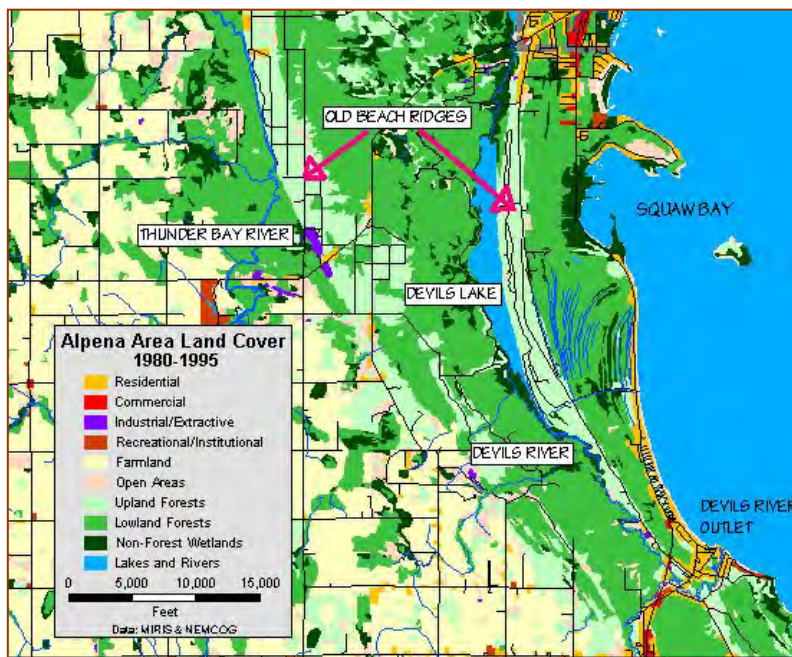 OLD BEACH RIDGES
SQUAW BAY
THUNDER BAY RIVER
DEVILS LAKE
Alpena Area Land Cover
1980-1995
Residential
Commercial
Industrial/Extractive
Recreational/Institutional
Farmland
Open Areas
Upland Forests
Lowland Forests
Non-Forest Wetlands
Lakes and Rivers
0 5,000 10,000 15,000
Feet
Data: MIRIS & NEMCOG
DEVILS RIVER
DEVILS RIVER
OUTLET